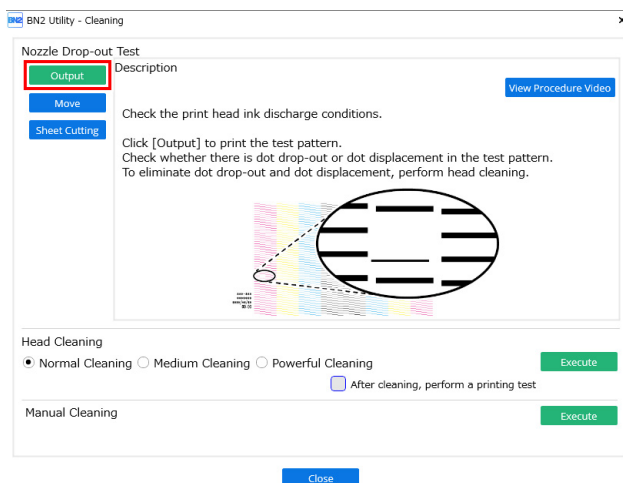 BN2 BN2 Utility - Cleaning
Nozzle Drop-out Test
Output
Move
Sheet Cutting
Description
View Procedure Video
Check the print head ink discharge conditions.
Click [Output] to print the test pattern.
Check whether there is dot drop-out or dot displacement in the test pattern.
To eliminate dot drop-out and dot displacement, perform head cleaning.
Head Cleaning
Normal Cleaning Medium Cleaning Powerful Cleaning
Execute
After cleaning, perform a printing test
Manual Cleaning
Execute
Close